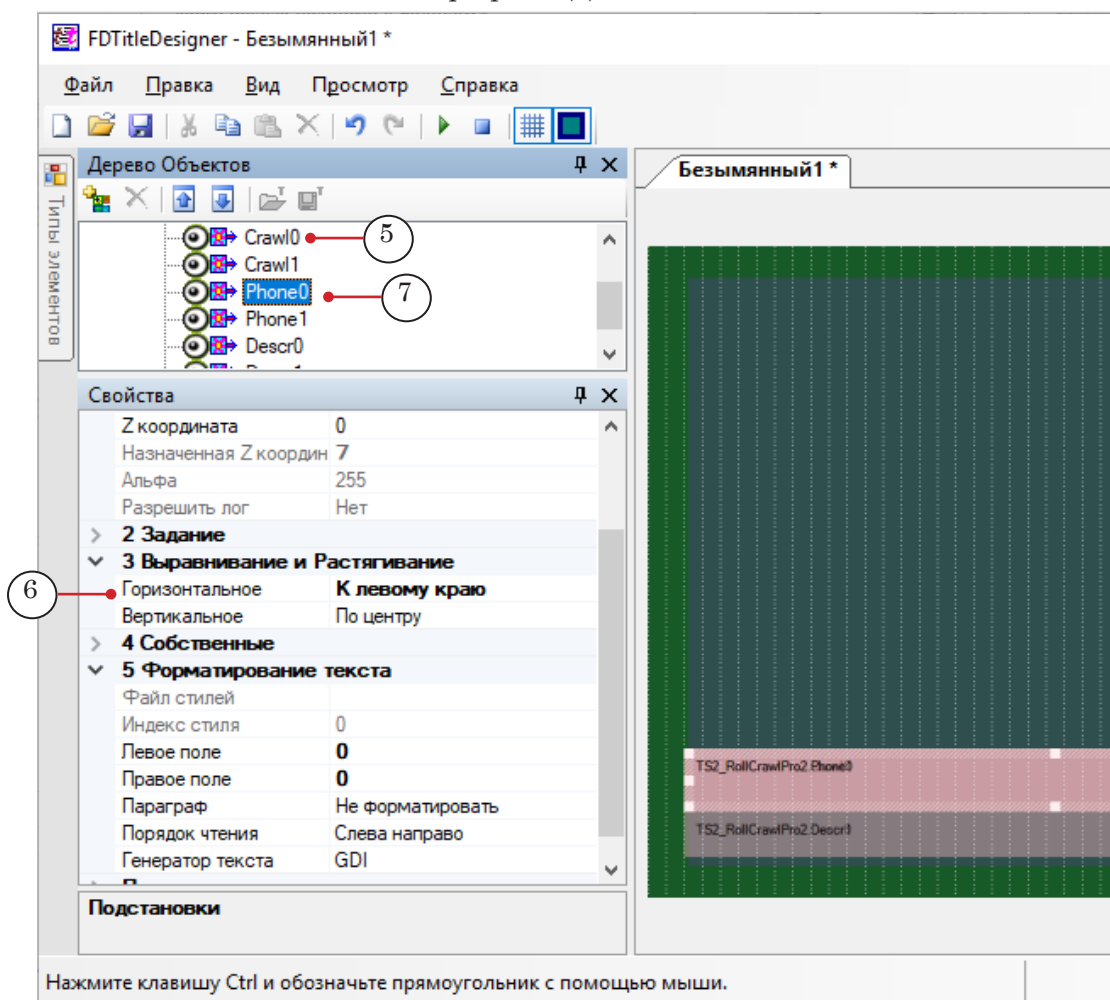 FDTitleDesigner - Безымянный1 *
Файл Правка Вид Просмотр Справка
Дерево Объектов
Безымянный1 *
Типы элементов
Crawl0
5
Crawl1
Phone0
7
Phone1
Descr0
Свойства
Z координата 0
Назначенная Z координ 7
Альфа 255
Разрешить лог Нет
2 Задание
3 Выравнивание и Растягивание
6
Горизонтальное К левому краю
Вертикальное По центру
4 Собственные
5 Форматирование текста
Файл стилей
Индекс стиля 0
Левое поле 0
Правое поле 0
Параграф Не форматировать
Порядок чтения Слева направо
Генератор текста GDI
TS2_RollCrawlPro2.Phone0
TS2_RollCrawlPro2.Descr1
Подстановки
Нажмите клавишу Ctrl и обозначьте прямоугольник с помощью мыши.